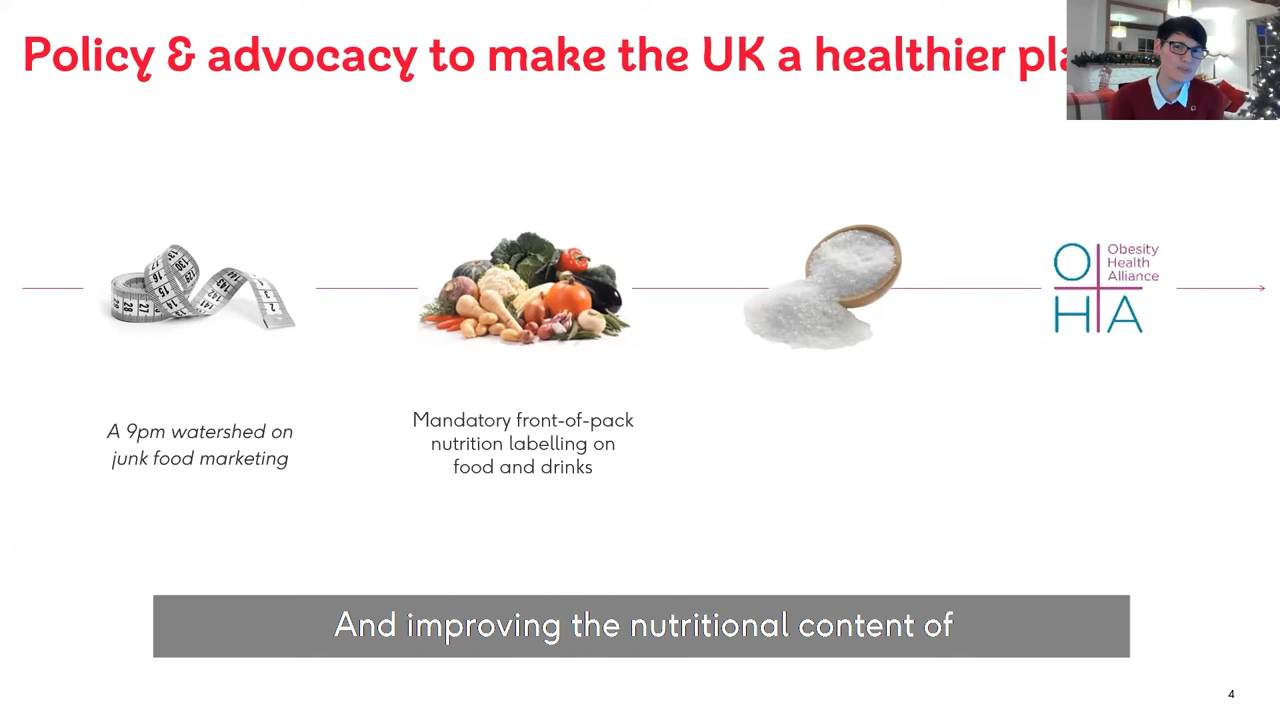 Policy & advocacy to make the UK a healthier pla
Obesity
Health
Alliance
O
HA
A 9pm watershed on
junk food marketing
Mandatory front-of-pack
nutrition labelling on
food and drinks
And improving the nutritional content of
4